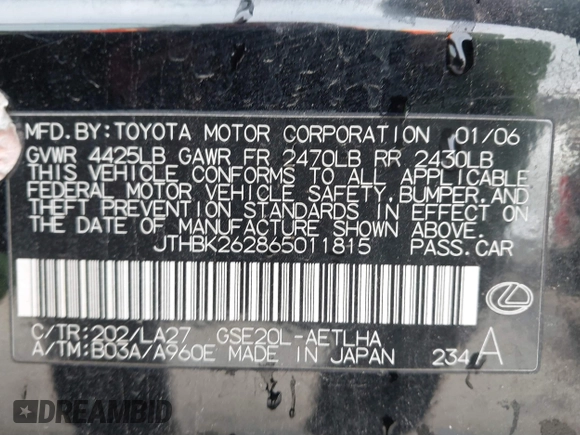 MFD.BY:TOYOTA MOTOR CORPORATION 01/06
GVWR 4425LB GAWR FR 2470LB RR 2430LB
THIS VEHICLE CONFORMS TO ALL APPLICABLE
FEDERAL MOTOR VEHICLE SAFETY,BUMPER,AND
THEFT PREVENTION STANDARDS IN EFFECT ON
THE DATE OF MANUFACTURE SHOWN ABOVE.
JTHBK262865011815 PASS.CAR
C/TR:202/LA27 GSE20L-AETLHA
A/TM:B03A/A960E MADE IN JAPAN 234 A
DREAMBID